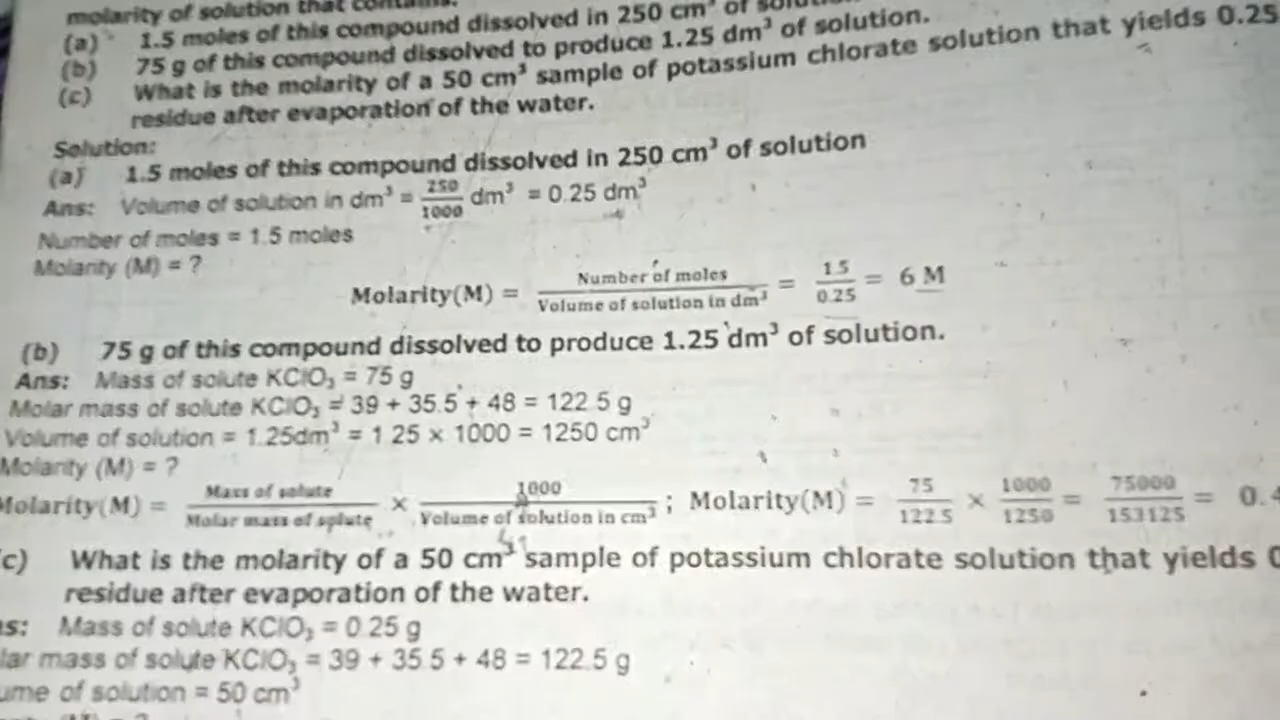 molarity of solution that contains:
(a) 1.5 moles of this compound dissolved in 250 cm³ of
(b) 75 g of this compound dissolved to produce 1.25 dm³ of solution.
(c) What is the molarity of a 50 cm³ sample of potassium chlorate solution that yields 0.25
residue after evaporation of the water.
Solution:
(a) 1.5 moles of this compound dissolved in 250 cm³ of solution
Ans: Volume of solution in dm³ = 250/1000 dm³ = 0.25 dm³
Number of moles = 1.5 moles
Molarity (M) = ?
Molarity(M) = Number of moles/Volume of solution in dm³ = 1.5/0.25 = 6 M
(b) 75 g of this compound dissolved to produce 1.25 dm³ of solution.
Ans: Mass of solute KClO₃ = 75 g
Molar mass of solute KClO₃ = 39 + 35.5 + 48 = 122.5 g
Volume of solution = 1.25dm³ = 1.25 × 1000 = 1250 cm³
Molarity (M) = ?
Molarity(M) = Mass of solute/Molar mass of solute × 1000/Volume of solution in cm³ ; Molarity(M) = 75/122.5 × 1000/1250 = 75000/153125 = 0.4
c) What is the molarity of a 50 cm³ sample of potassium chlorate solution that yields
residue after evaporation of the water.
s: Mass of solute KClO₃ = 0.25 g
lar mass of solute KClO₃ = 39 + 35.5 + 48 = 122.5 g
ume of solution = 50 cm³